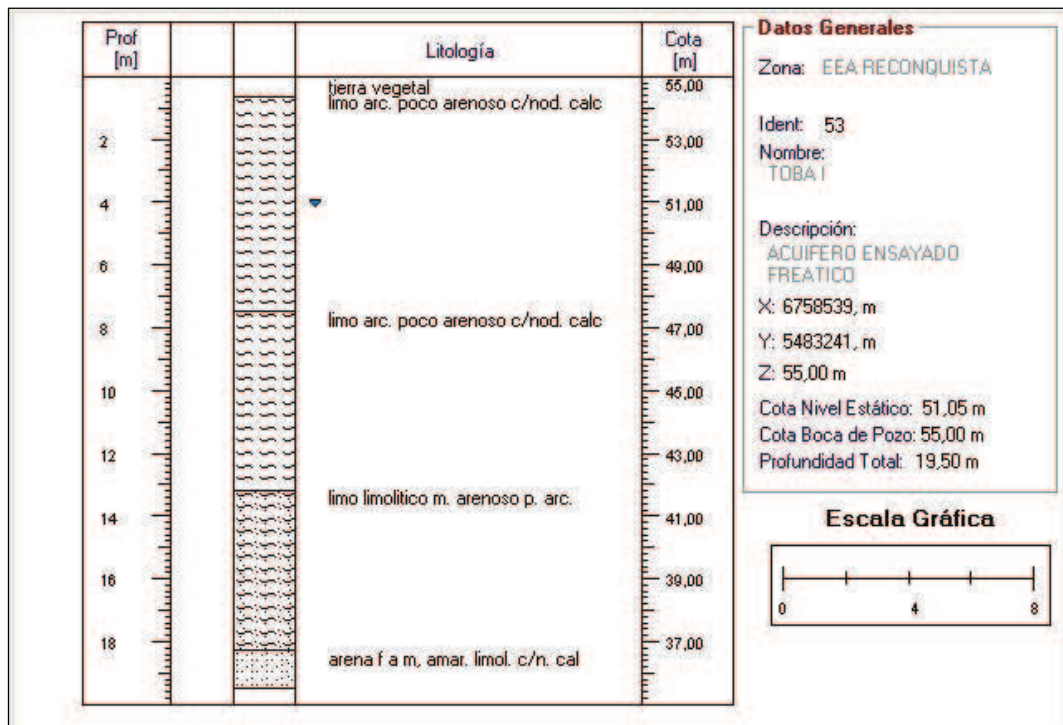 Prof
[m]
Litología
Cota
[m]
tierra vegetal
limo arc. poco arenoso c/nod. calc
limo arc. poco arenoso c/nod. calc
limo limolitico m. arenoso p. arc.
arena f a m, amar. limol. c/n. cal
2
4
6
8
10
12
14
16
18
55,00
53,00
51,00
49,00
47,00
45,00
43,00
41,00
39,00
37,00
Datos Generales
Zona: EEA RECONQUISTA
Ident: 53
Nombre:
TOBA I
Descripción:
ACUIFERO ENSAYADO
FREATICO
X: 6758539, m
Y: 5483241, m
Z: 55,00 m
Cota Nivel Estático: 51,05 m
Cota Boca de Pozo: 55,00 m
Profundidad Total: 19,50 m
Escala Gráfica
0 4 8